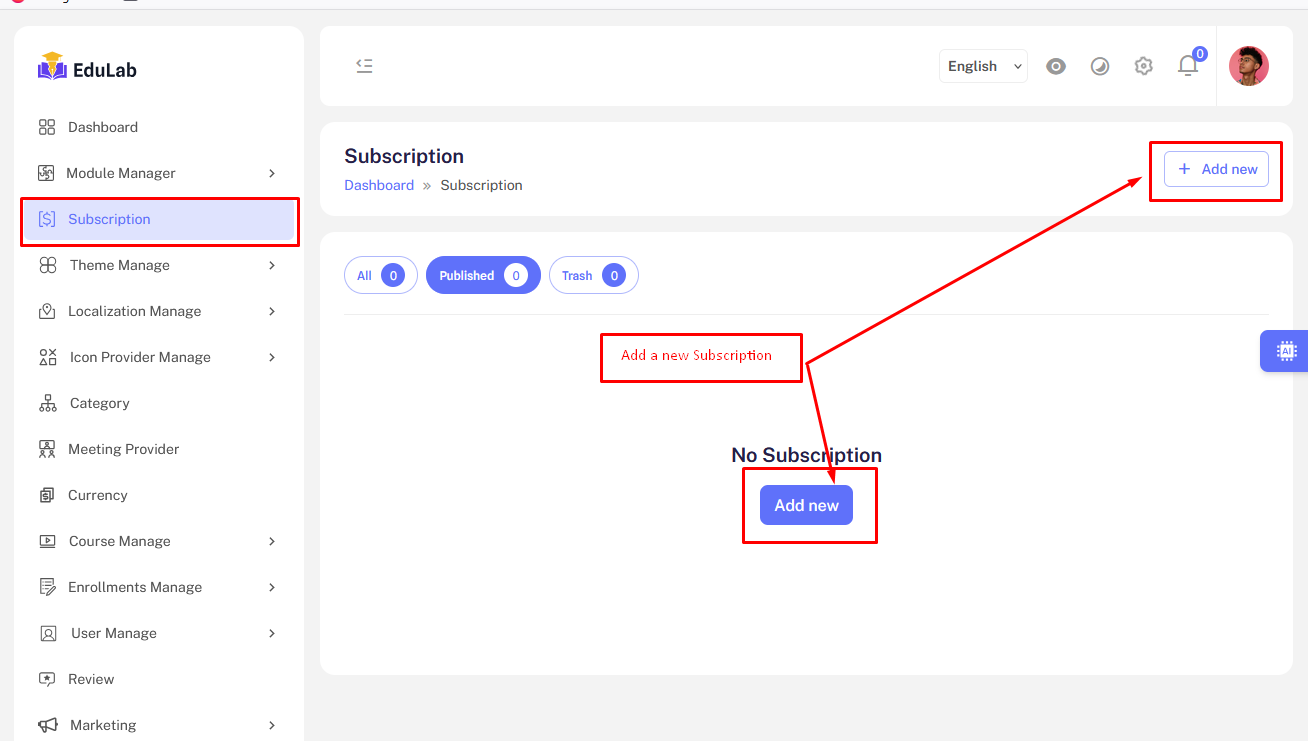 EduLab
Dashboard
Module Manager
Subscription
Theme Manage
Localization Manage
Icon Provider Manage
Category
Meeting Provider
Currency
Course Manage
Enrollments Manage
User Manage
Review
Marketing
English
0
Subscription
Dashboard » Subscription
+ Add new
All 0
Published 0
Trash 0
Add a new Subscription
AI
No Subscription
Add new